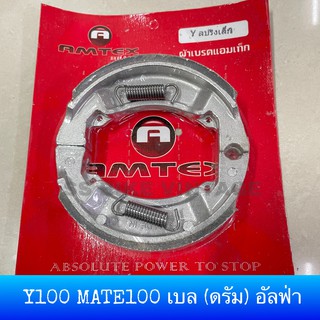 AMTEX
ผ้าเบรคแอมเท็ก
Y สปริงเล็ก
AMTEX
ABSOLUTE POWER TO STOP
Y100 MATE100 เบล (ดรัม) อัลฟ่า